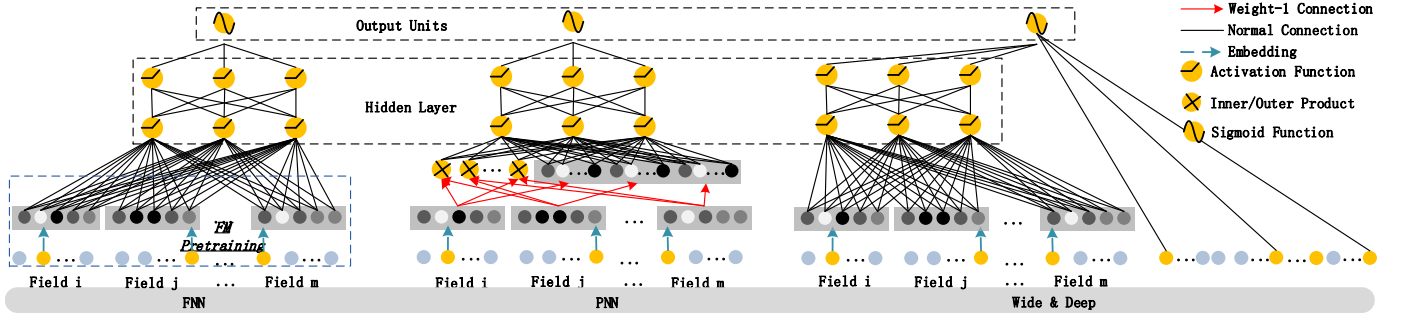 Output Units
Weight-1 Connection
Normal Connection
Embedding
Activation Function
Hidden Layer
Inner/Outer Product
Sigmoid Function
FM
Pretraining
Field i Field j ... Field m
Field i Field j ... Field m
Field i Field j ... Field m
FNN PNN Wide & Deep